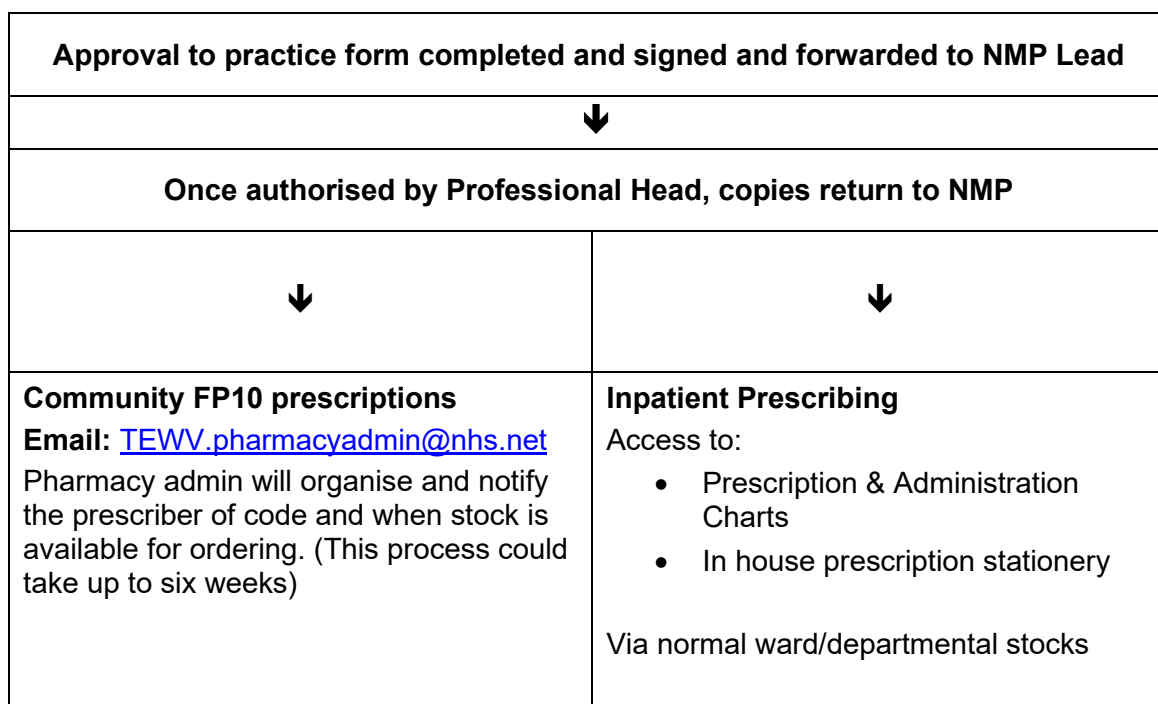 Approval to practice form completed and signed and forwarded to NMP Lead
Once authorised by Professional Head, copies return to NMP
Community FP10 prescriptions
Email: TEWV.pharmacyadmin@nhs.net
Pharmacy admin will organise and notify
the prescriber of code and when stock is
available for ordering. (This process could
take up to six weeks)
Inpatient Prescribing
Access to:
• Prescription & Administration
Charts
• In house prescription stationery
Via normal ward/departmental stocks